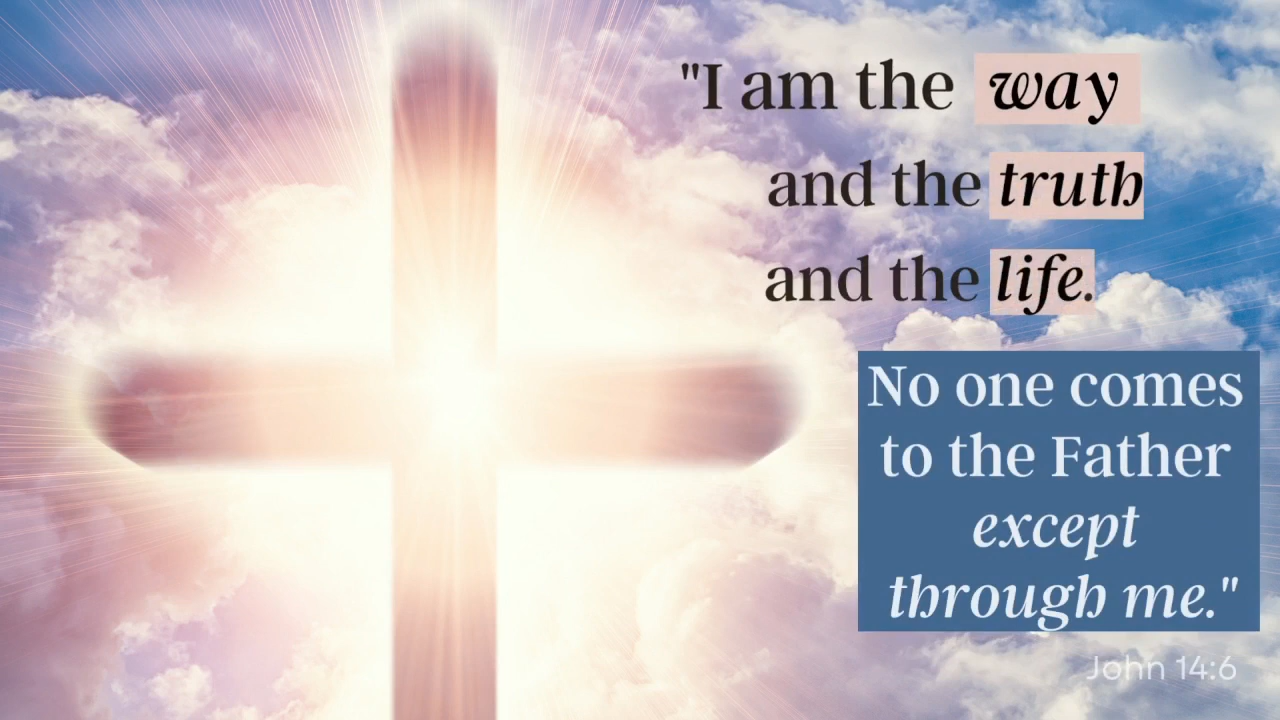 "I am the way
and the truth
and the life.
No one comes
to the Father
except
through me."
John 14:6